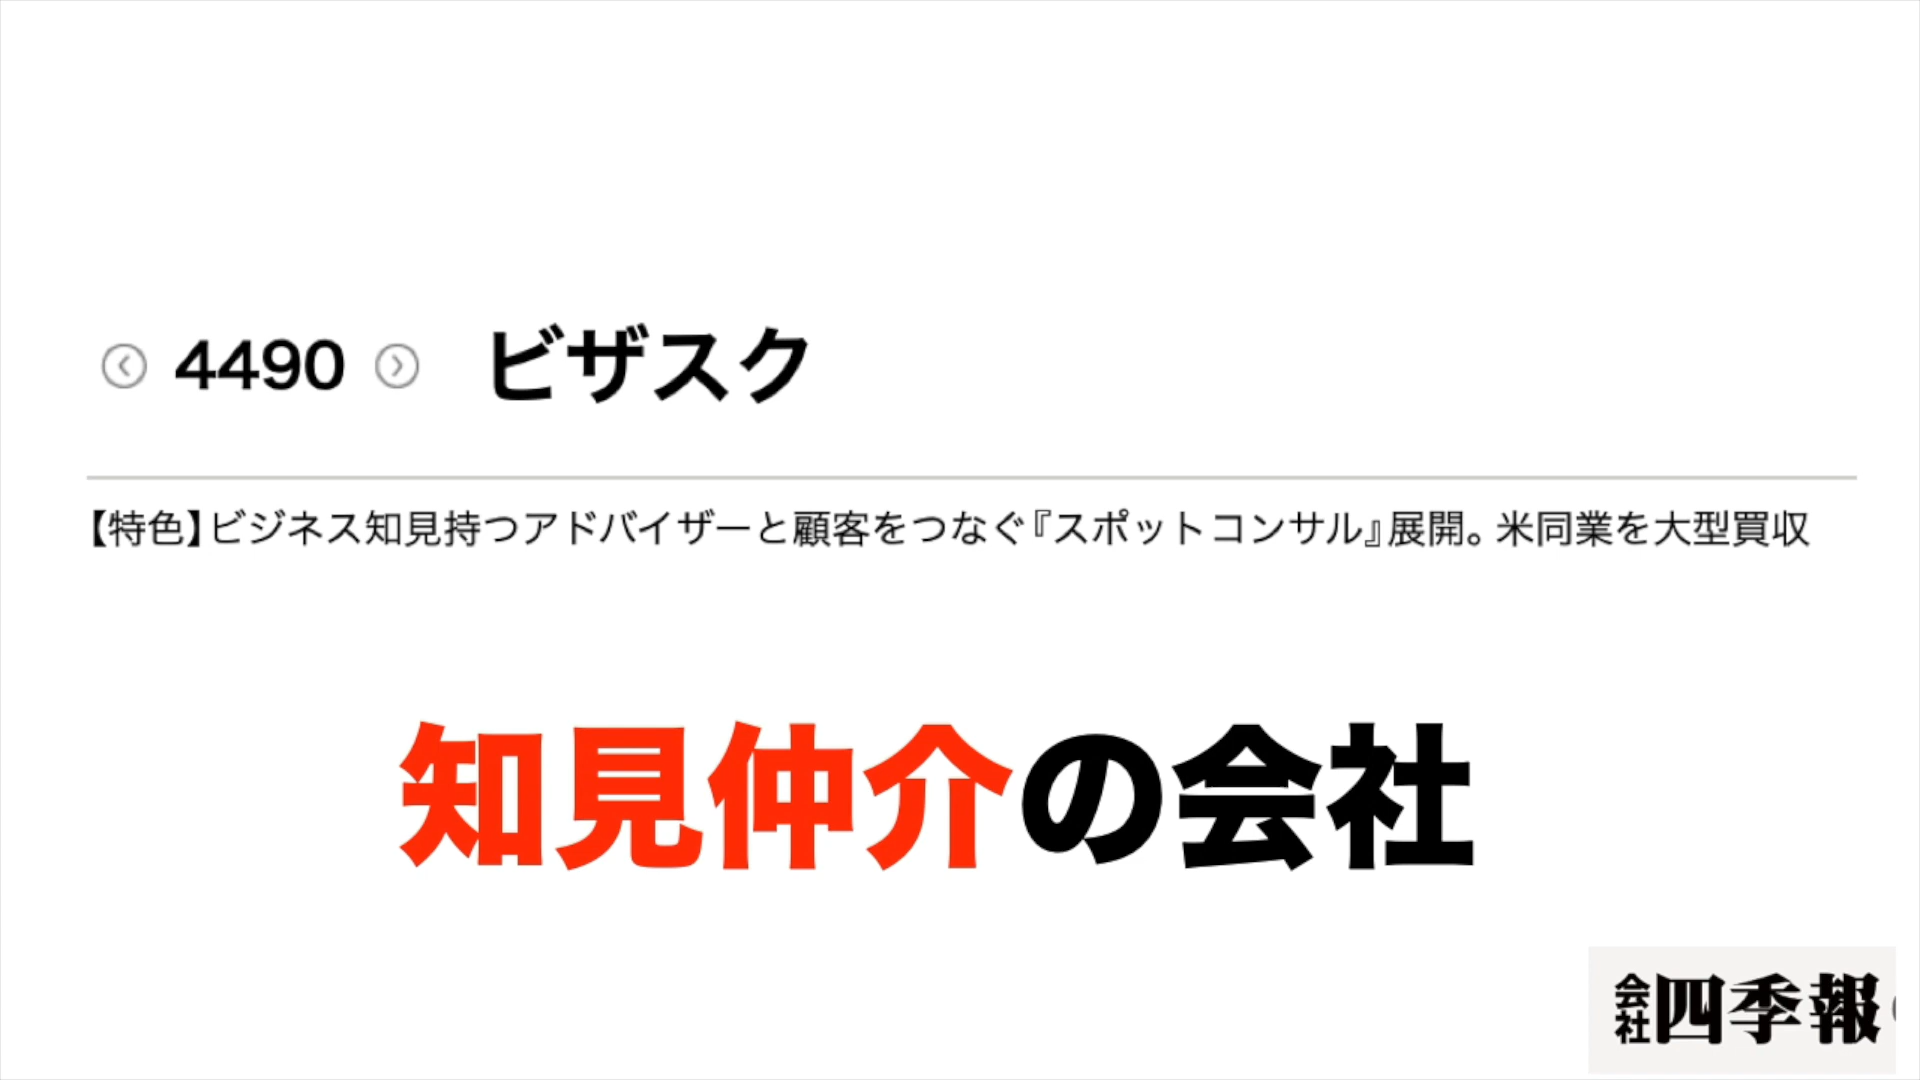 4490 ビザスク
【特色】ビジネス知見持つアドバイザーと顧客をつなぐ『スポットコンサル』展開。米同業を大型買収
知見仲介の会社
会社四季報